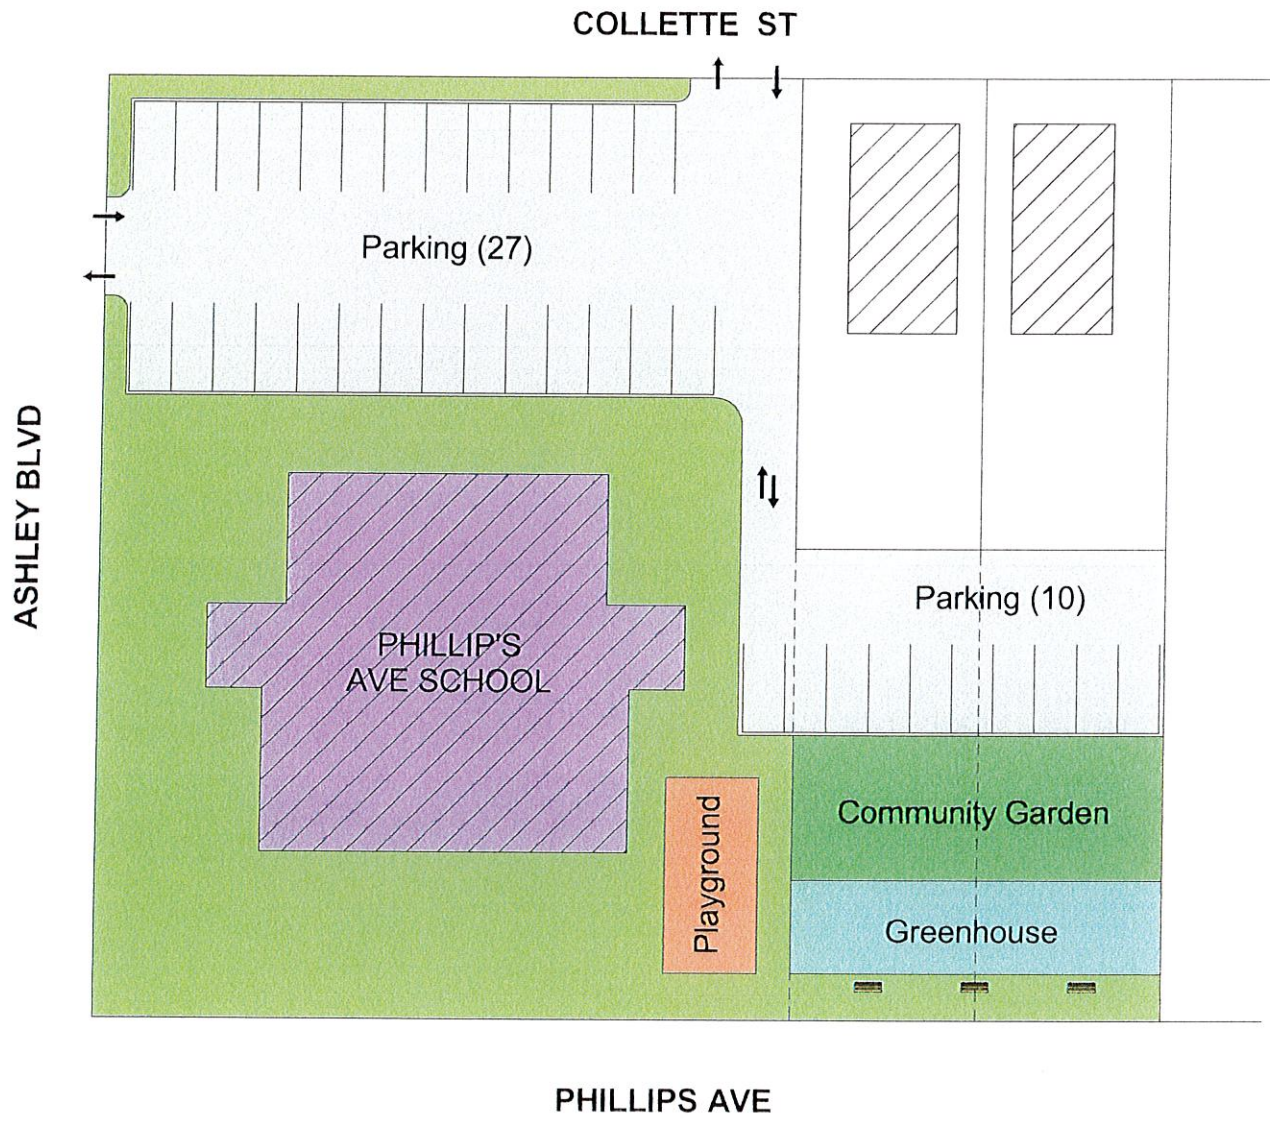 COLLETTE ST
Parking (27)
ASHLEY BLVD
Parking (10)
PHILLIP'S
AVE SCHOOL
Playground
Community Garden
Greenhouse
PHILLIPS AVE